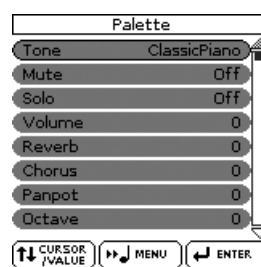 Palette
Tone ClassicPiano
Mute Off
Solo Off
Volume 0
Reverb 0
Chorus 0
Panpot 0
Octave 0
CURSOR /VALUE MENU ENTER